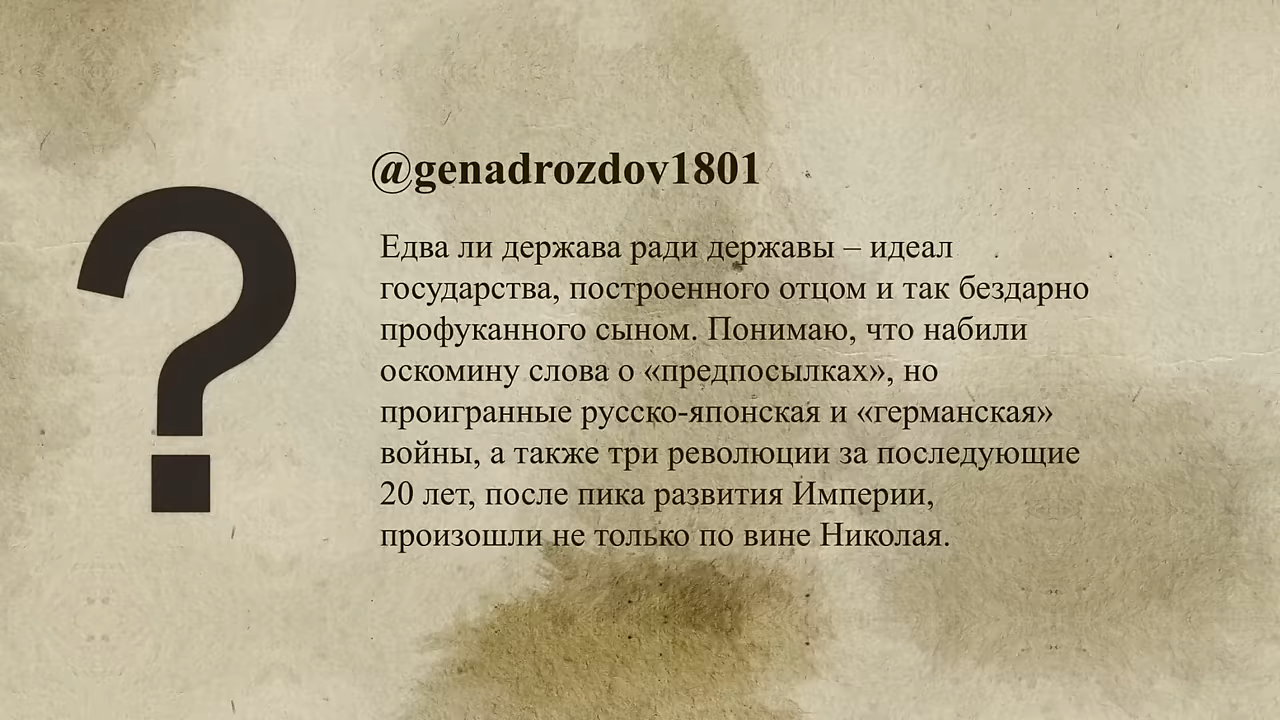 @genadrozdov1801
Едва ли держава ради державы – идеал
государства, построенного отцом и так бездарно
профуканного сыном. Понимаю, что набили
оскомину слова о «предпосылках», но
проигранные русско-японская и «германская»
войны, а также три революции за последующие
20 лет, после пика развития Империи,
произошли не только по вине Николая.
?